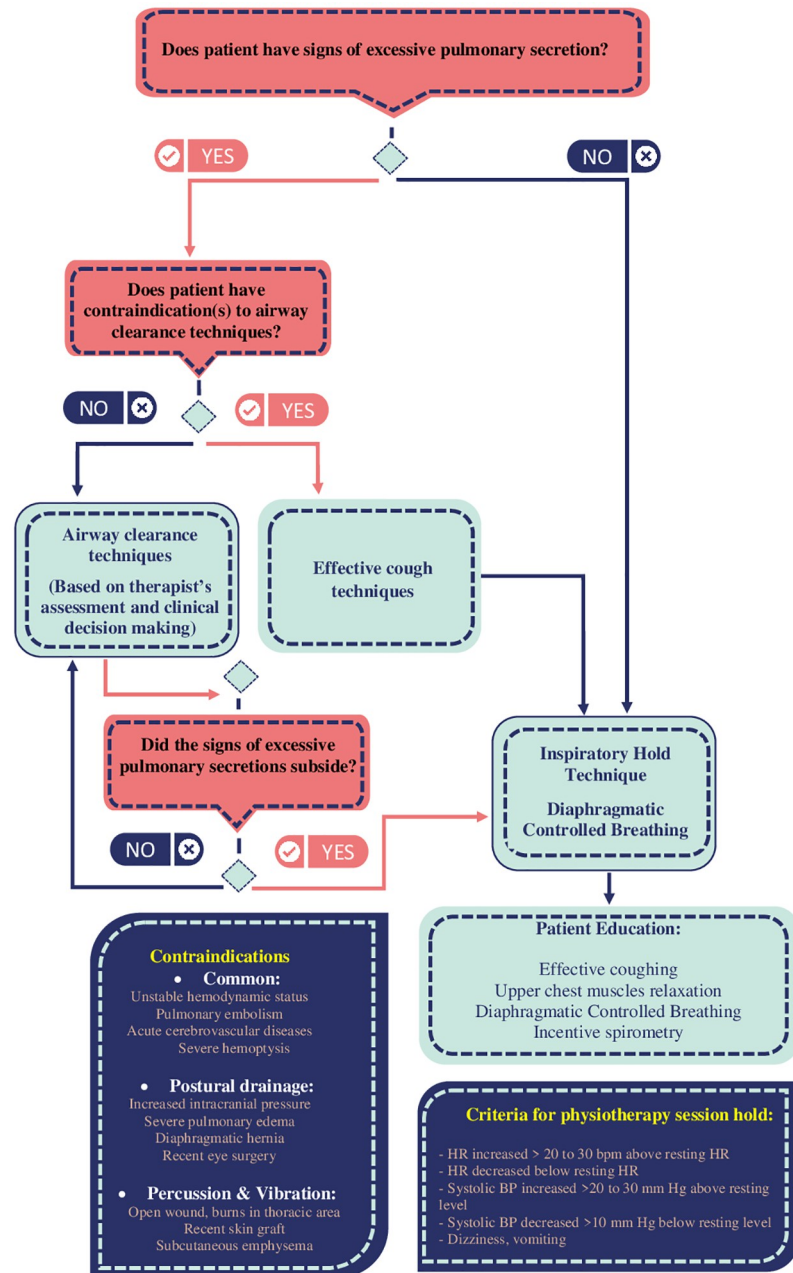 Does patient have signs of excessive pulmonary secretion?
YES
NO
Does patient have
contraindication(s) to airway
clearance techniques?
NO
YES
Airway clearance
techniques
(Based on therapist's
assessment and clinical
decision making)
Effective cough
techniques
Did the signs of excessive
pulmonary secretions subside?
NO
YES
Inspiratory Hold
Technique
Diaphragmatic
Controlled Breathing
Patient Education:
Effective coughing
Upper chest muscles relaxation
Diaphragmatic Controlled Breathing
Incentive spirometry
Contraindications
• Common:
Unstable hemodynamic status
Pulmonary embolism
Acute cerebrovascular diseases
Severe hemoptysis
• Postural drainage:
Increased intracranial pressure
Severe pulmonary edema
Diaphragmatic hernia
Recent eye surgery
• Percussion & Vibration:
Open wound, burns in thoracic area
Recent skin graft
Subcutaneous emphysema
Criteria for physiotherapy session hold:
- HR increased > 20 to 30 bpm above resting HR
- HR decreased below resting HR
- Systolic BP increased >20 to 30 mm Hg above resting
level
- Systolic BP decreased >10 mm Hg below resting level
- Dizziness, vomiting